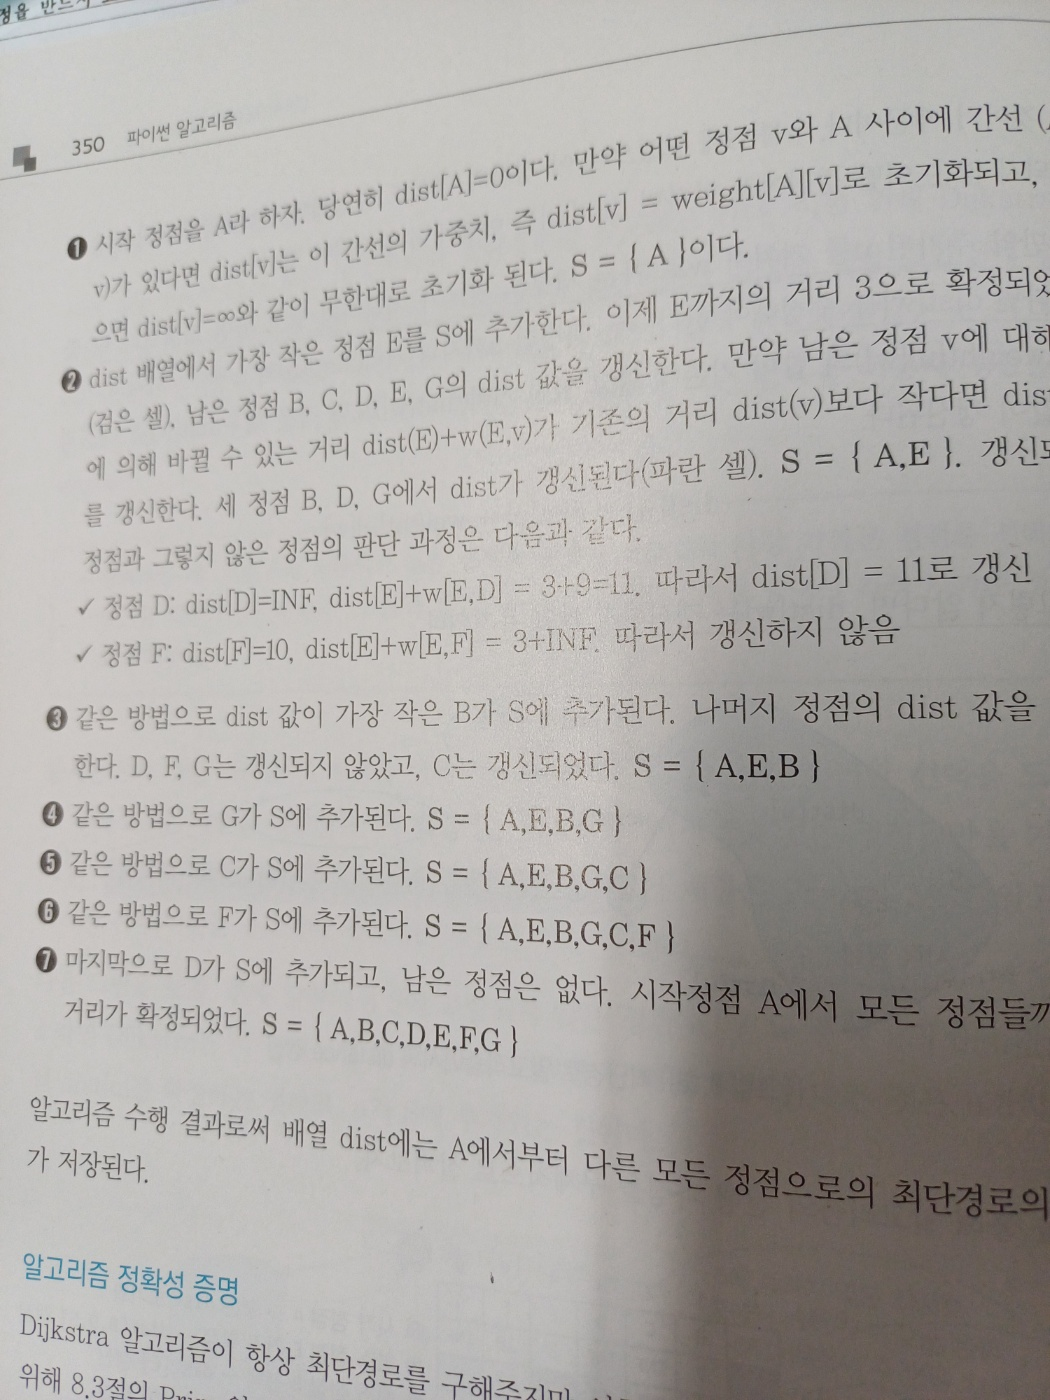 점을 반드시
350 파이썬 알고리즘
❶ 시작 정점을 A라 하자. 당연히 dist[A]=0이다. 만약 어떤 정점 v와 A 사이에 간선 (
v)가 있다면 dist[v]는 이 간선의 가중치, 즉 dist[v] = weight[A][v]로 초기화되고,
으면 dist[v]=∞와 같이 무한대로 초기화 된다. S = { A }이다.
❷ dist 배열에서 가장 작은 정점 E를 S에 추가한다. 이제 E까지의 거리 3으로 확정되었
(검은 셀), 남은 정점 B, C, D, E, G의 dist 값을 갱신한다. 만약 남은 정점 v에 대해
에 의해 바뀔 수 있는 거리 dist(E)+w(E,v)가 기존의 거리 dist(v)보다 작다면 dis
를 갱신한다. 세 정점 B, D, G에서 dist가 갱신된다(파란 셀). S = { A,E }. 갱신되
정점과 그렇지 않은 정점의 판단 과정은 다음과 같다.
✓ 정점 D: dist[D]=INF, dist[E]+w[E,D] = 3+9=11. 따라서 dist[D] = 11로 갱신
✓ 정점 F: dist[F]=10, dist[E]+w[E,F] = 3+INF. 따라서 갱신하지 않음
❸ 같은 방법으로 dist 값이 가장 작은 B가 S에 추가된다. 나머지 정점의 dist 값을
한다. D, F, G는 갱신되지 않았고, C는 갱신되었다. S = { A,E,B }
❹ 같은 방법으로 G가 S에 추가된다. S = { A,E,B,G }
❺ 같은 방법으로 C가 S에 추가된다. S = { A,E,B,G,C }
❻ 같은 방법으로 F가 S에 추가된다. S = { A,E,B,G,C,F }
❼ 마지막으로 D가 S에 추가되고, 남은 정점은 없다. 시작정점 A에서 모든 정점들까
거리가 확정되었다. S = { A,B,C,D,E,F,G }
알고리즘 수행 결과로써 배열 dist에는 A에서부터 다른 모든 정점으로의 최단경로의
가 저장된다.
알고리즘 정확성 증명
Dijkstra 알고리즘이 항상 최단경로를 구해주지만
위해 8.3절의 Prim